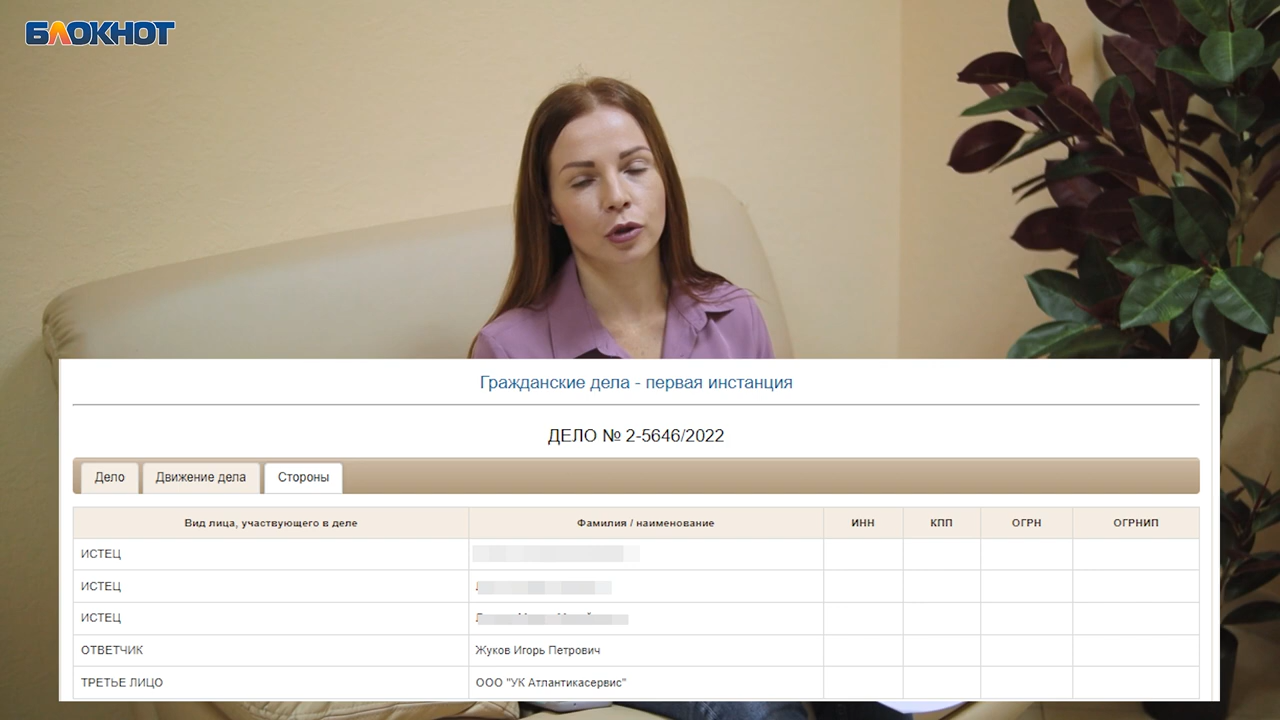 БЛОКНОТ
Гражданские дела - первая инстанция
ДЕЛО № 2-5646/2022
Дело Движение дела Стороны
Вид лица, участвующего в деле Фамилия / наименование ИНН КПП ОГРН ОГРНИП
ИСТЕЦ
ИСТЕЦ
ИСТЕЦ
ОТВЕТЧИК Жуков Игорь Петрович
ТРЕТЬЕ ЛИЦО ООО "УК Атлантикасервис"